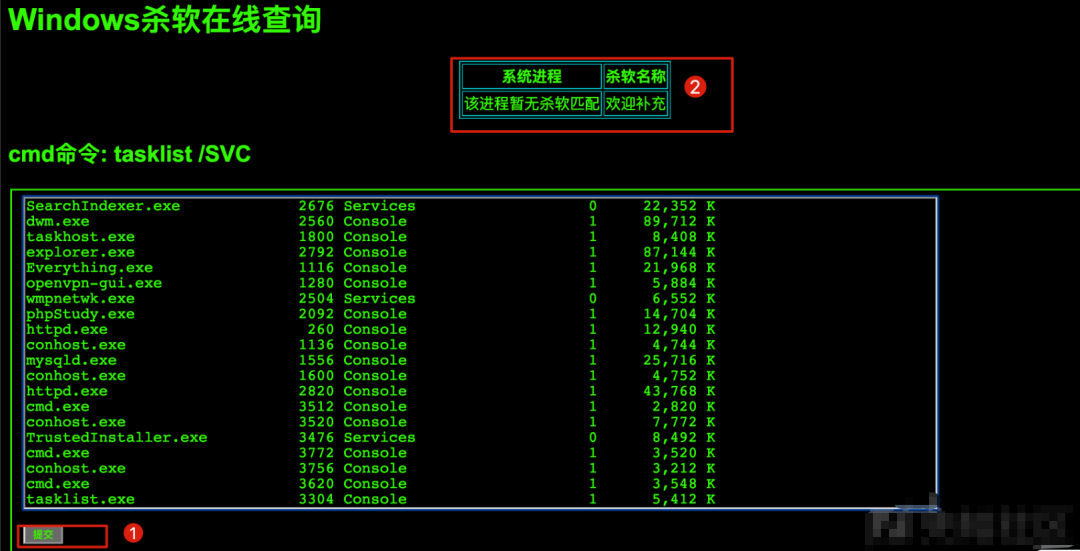 Windows杀软在线查询
系统进程 杀软名称
该进程暂无杀软匹配 欢迎补充
2
cmd命令: tasklist /SVC
SearchIndexer.exe 2676 Services 0 22,352 K
dwm.exe 2560 Console 1 89,712 K
taskhost.exe 1800 Console 1 8,408 K
explorer.exe 2792 Console 1 87,144 K
Everything.exe 1116 Console 1 21,968 K
openvpn-gui.exe 1280 Console 1 5,884 K
wmpnetwk.exe 2504 Services 0 6,552 K
phpStudy.exe 2092 Console 1 14,704 K
httpd.exe 260 Console 1 12,940 K
conhost.exe 1136 Console 1 4,744 K
mysqld.exe 1556 Console 1 25,716 K
conhost.exe 1600 Console 1 4,752 K
httpd.exe 2820 Console 1 43,768 K
cmd.exe 3512 Console 1 2,820 K
conhost.exe 3520 Console 1 7,772 K
TrustedInstaller.exe 3476 Services 0 8,492 K
cmd.exe 3772 Console 1 3,520 K
conhost.exe 3756 Console 1 3,212 K
cmd.exe 3620 Console 1 3,548 K
tasklist.exe 3304 Console 1 5,412 K
提交 1